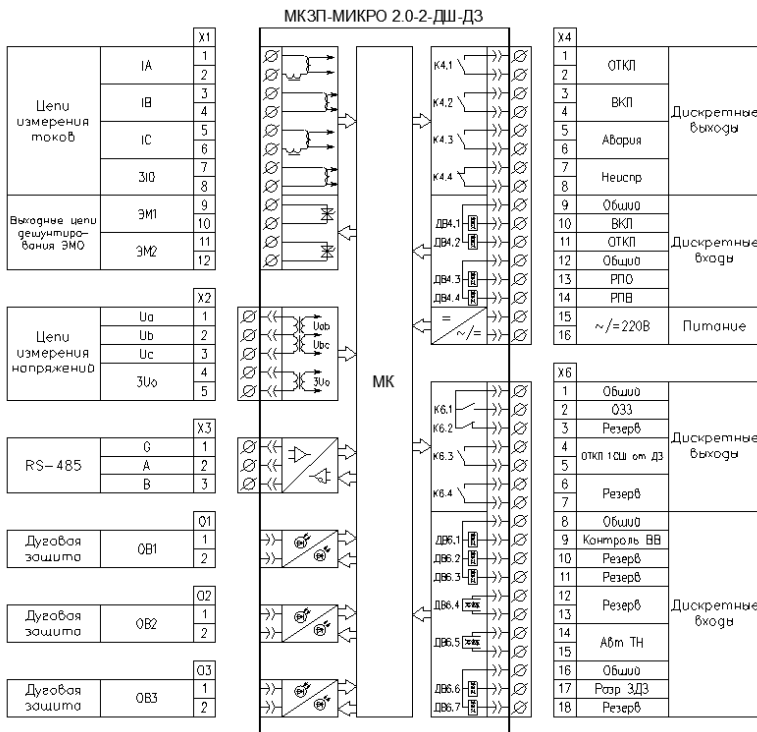 МКЗП-МИКРО 2.0-2-ДШ-ДЗ
X1
Цепи
измерения
токов
IA
1
2
IB
3
4
IC
5
6
3I0
7
8
Выходные цепи
дешунтиро-
вания ЭМО
ЭМ1
9
10
ЭМ2
11
12
X2
Цепи
измерения
напряжений
Ua
1
Ub
2
Uc
3
3Uo
4
5
Uab
Ubc
3Uo
X3
RS-485
G
1
A
2
B
3
O1
Дуговая
защита
ОВ1
1
2
O2
Дуговая
защита
ОВ2
1
2
O3
Дуговая
защита
ОВ3
1
2
МК
К4.1
К4.2
К4.3
К4.4
ДВ4.1
ДВ4.2
ДВ4.3
ДВ4.4
=
~/=
К6.1
К6.2
К6.3
К6.4
ДВ6.1
ДВ6.2
ДВ6.3
ДВ6.4
ДВ6.5
ДВ6.6
ДВ6.7
X4
1
2
ОТКЛ
3
4
ВКЛ
5
6
Авария
7
8
Неиспр
Дискретные
выходы
9
Общий
10
ВКЛ
11
ОТКЛ
12
Общий
13
РПО
14
РПВ
Дискретные
входы
15
16
~/=220В
Питание
X6
1
Общий
2
ОЗЗ
3
Резерв
4
5
ОТКЛ 1СШ от ДЗ
6
7
Резерв
Дискретные
выходы
8
Общий
9
Контроль ВВ
10
Резерв
11
Резерв
12
13
Резерв
14
15
Авт ТН
16
Общий
17
Разр ЗДЗ
18
Резерв
Дискретные
входы